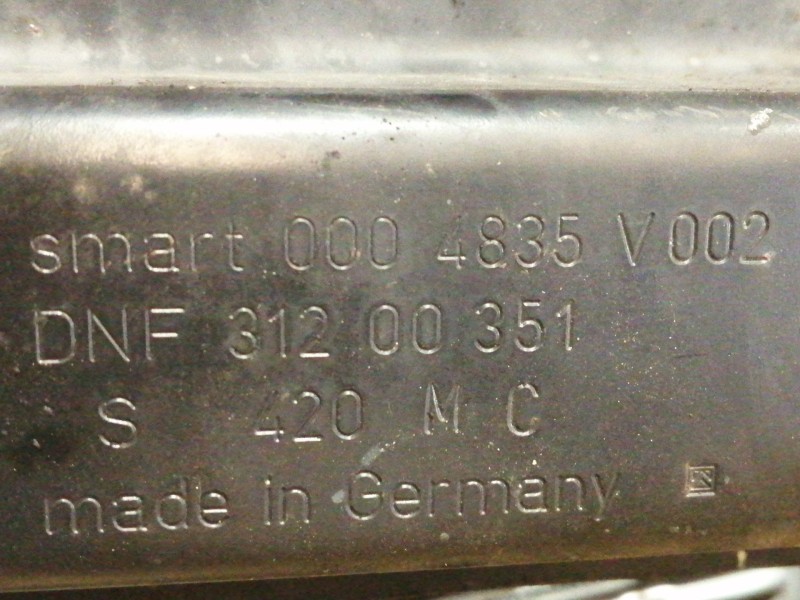 smart 000 4835 V002
DNF 312 00 351
S 420 M C
made in Germany